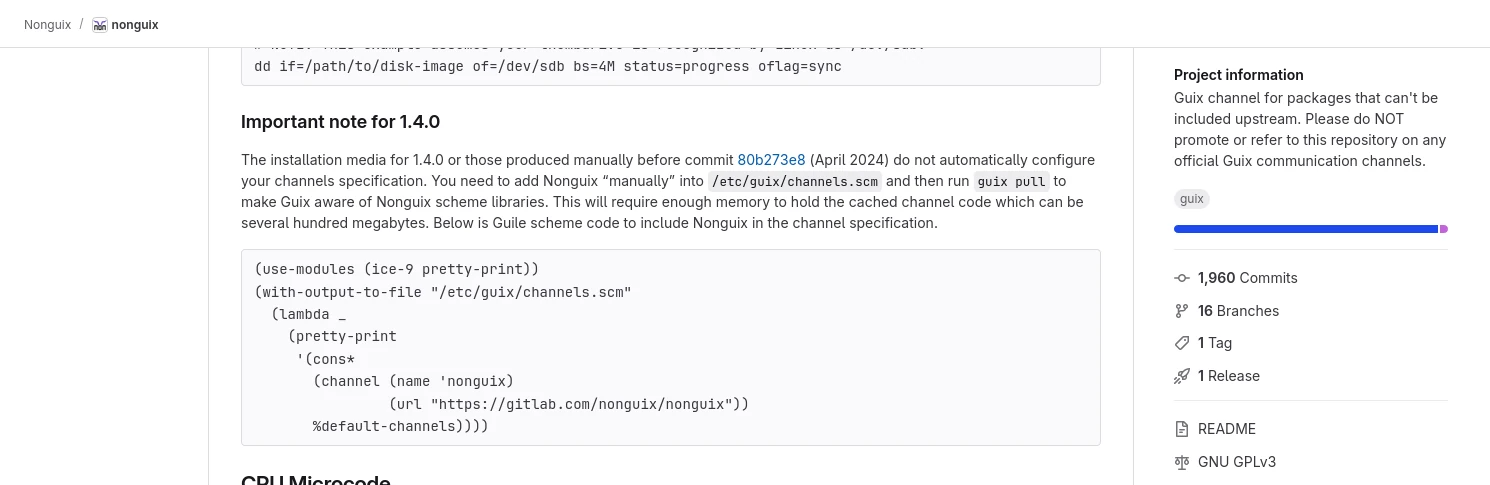 Nonguix / nonguix
dd if=/path/to/disk-image of=/dev/sdb bs=4M status=progress oflag=sync
Important note for 1.4.0
The installation media for 1.4.0 or those produced manually before commit 80b273e8 (April 2024) do not automatically configure
your channels specification. You need to add Nonguix “manually” into /etc/guix/channels.scm and then run guix pull to
make Guix aware of Nonguix scheme libraries. This will require enough memory to hold the cached channel code which can be
several hundred megabytes. Below is Guile scheme code to include Nonguix in the channel specification.
(use-modules (ice-9 pretty-print))
(with-output-to-file "/etc/guix/channels.scm"
  (lambda _
    (pretty-print
     '(cons*
       (channel (name 'nonguix)
                (url "https://gitlab.com/nonguix/nonguix"))
       %default-channels))))
CPU Microcode
Project information
Guix channel for packages that can't be
included upstream. Please do NOT
promote or refer to this repository on any
official Guix communication channels.
guix
1,960 Commits
16 Branches
1 Tag
1 Release
README
GNU GPLv3